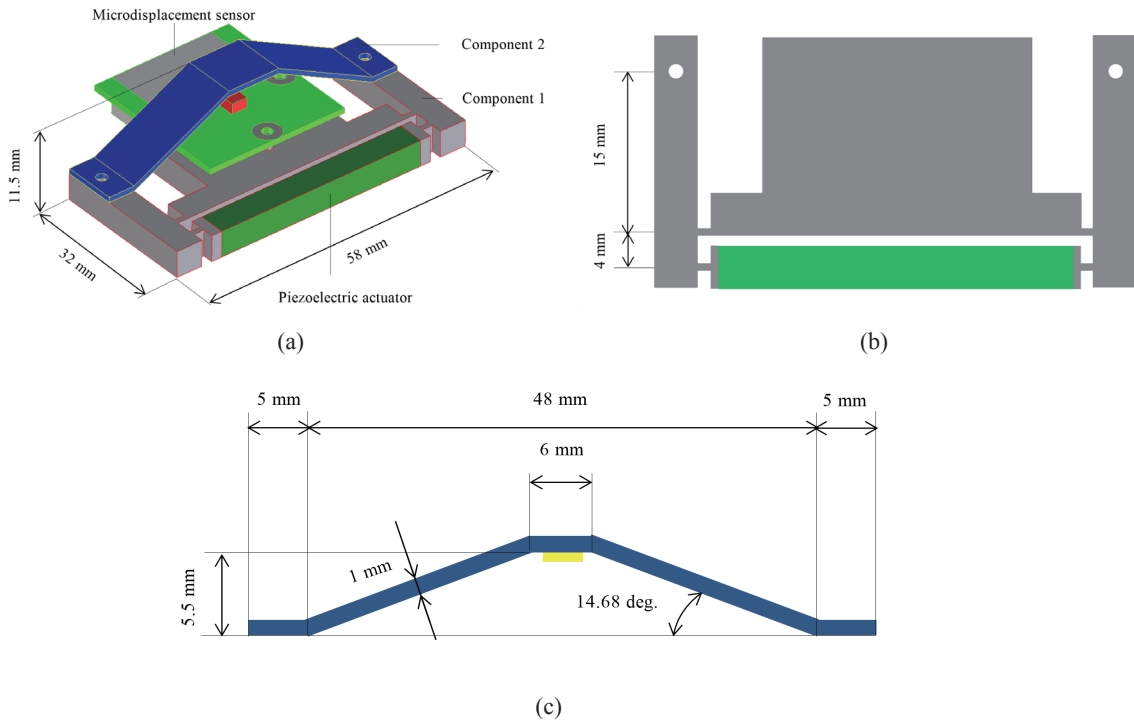 Microdisplacement sensor
Component 2
Component 1
11.5 mm
32 mm
58 mm
Piezoelectric actuator
(a)
15 mm
4 mm
(b)
5 mm
48 mm
5 mm
6 mm
1 mm
5.5 mm
14.68 deg.
(c)